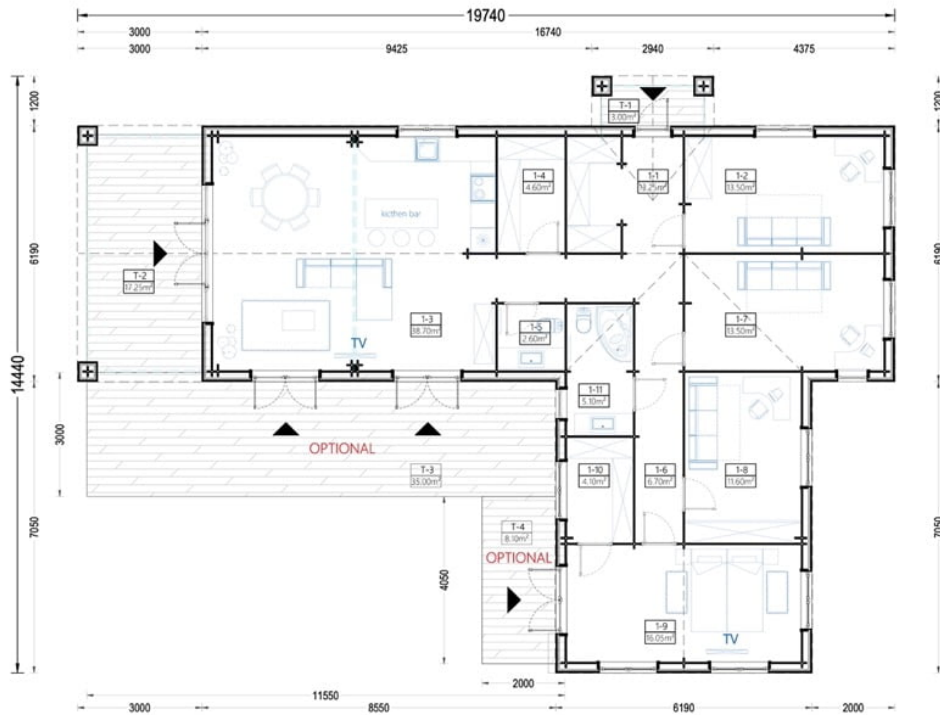 19740
3000
16740
3000
9425
2940
4375
1200
1200
T-1
3.00m²
1-4
4.60m²
1-1
1-2
13.50m²
kicthen bar
6190
6190
T-2
17.25m²
1-3
38.70m²
1-5
2.60m²
1-7
13.50m²
TV
14440
3000
1-11
5.10m²
OPTIONAL
T-3
35.00m²
1-10
4.10m²
1-6
6.70m²
1-8
11.60m²
7050
7050
T-4
8.10m²
OPTIONAL
4050
1-9
16.05m²
TV
2000
11550
3000
8550
6190
2000